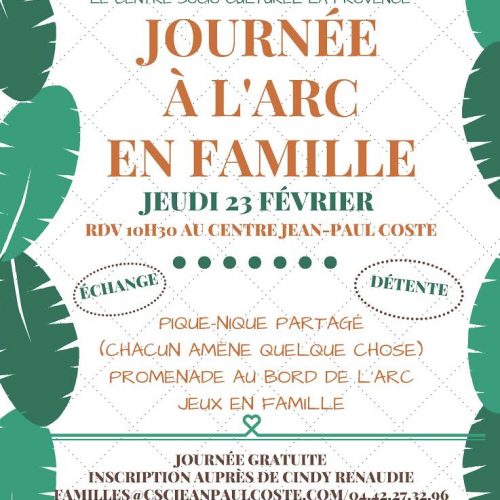 LE CENTRE SOCIO CULTUREL LA PROVENCE
JOURNÉE
À L'ARC
EN FAMILLE
JEUDI 23 FÉVRIER
RDV 10H30 AU CENTRE JEAN-PAUL COSTE
ÉCHANGE
DÉTENTE
PIQUE-NIQUE PARTAGÉ
(CHACUN AMÈNE QUELQUE CHOSE)
PROMENADE AU BORD DE L'ARC
JEUX EN FAMILLE
JOURNÉE GRATUITE
INSCRIPTION AUPRÈS DE CINDY RENAUDIE
FAMILLES@CSCJEANPAULCOSTE.COM/04.42.27.32.96